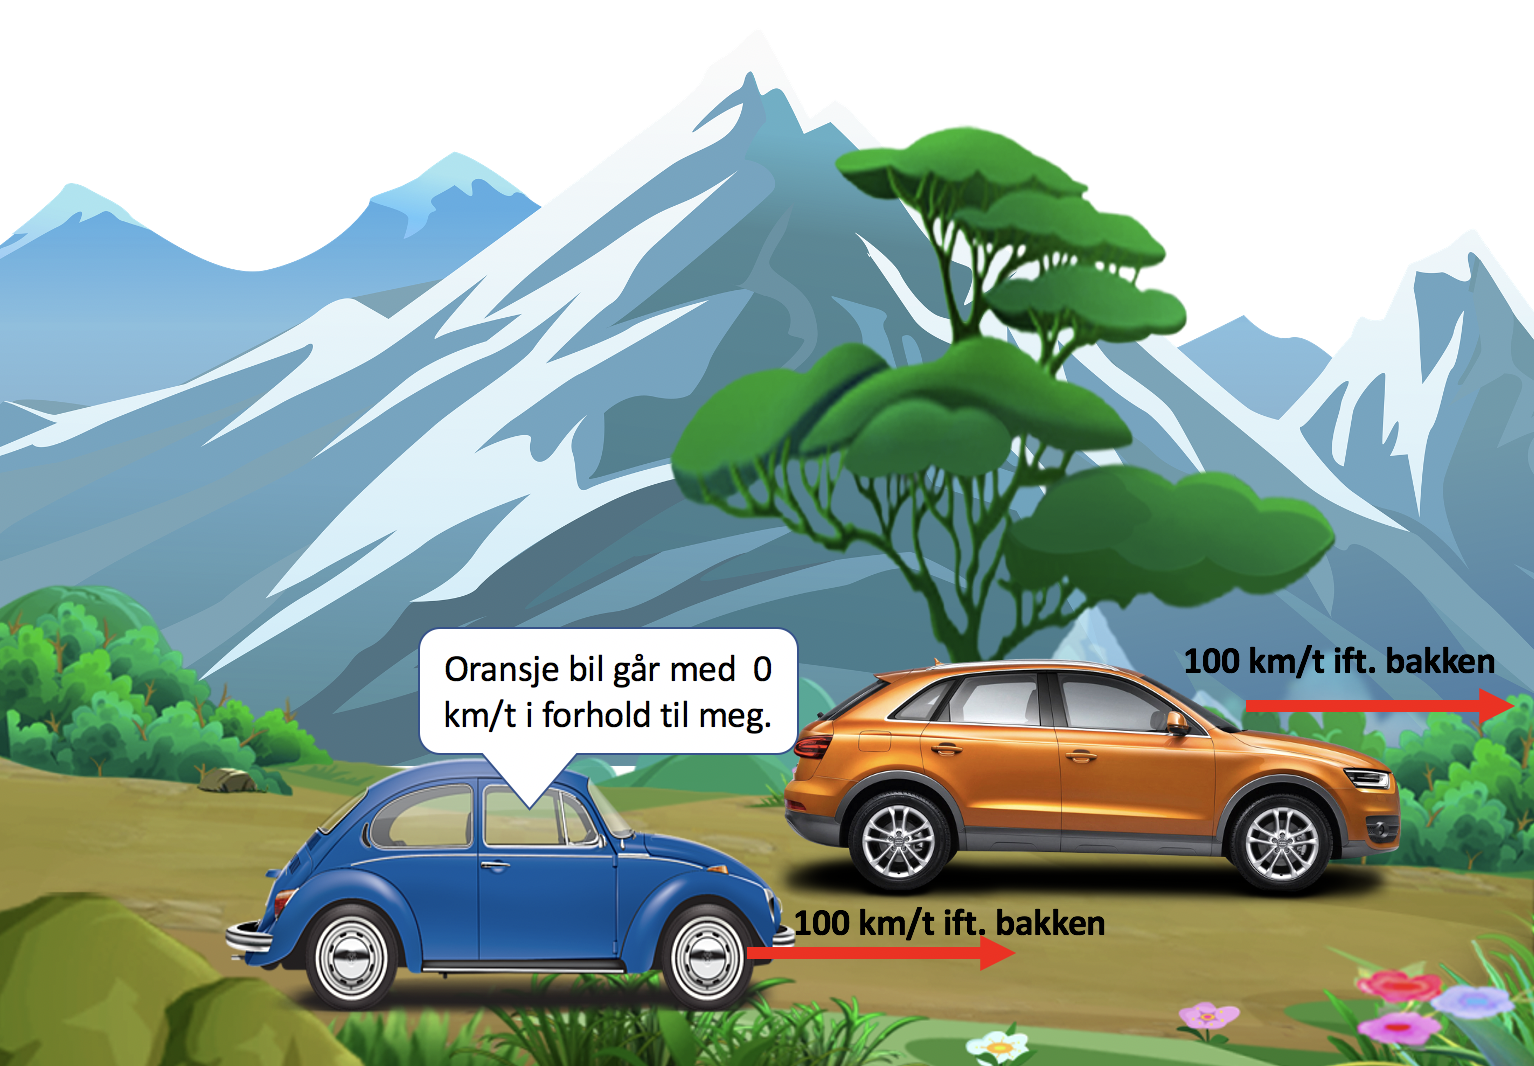 Oransje bil går med  0
km/t i forhold til meg.
100 km/t ift. bakken
100 km/t ift. bakken